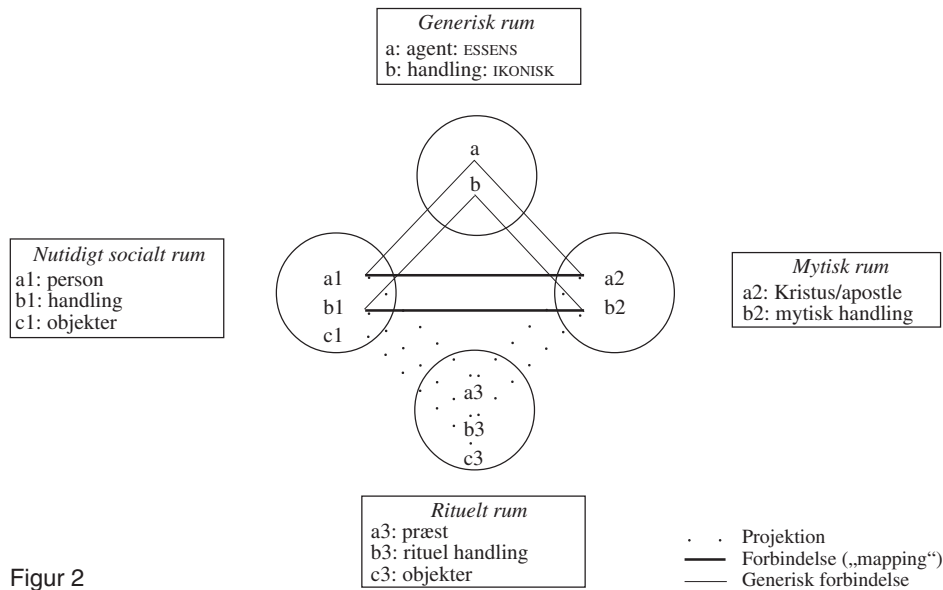 Generisk rum
a: agent: ESSENS
b: handling: IKONISK
a
b
Nutidigt socialt rum
a1: person
b1: handling
c1: objekter
a1
b1
c1
a2
b2
Mytisk rum
a2: Kristus/apostle
b2: mytisk handling
a3
b3
c3
Rituelt rum
a3: præst
b3: rituel handling
c3: objekter
Projektion
Forbindelse („mapping“)
Generisk forbindelse
Figur 2